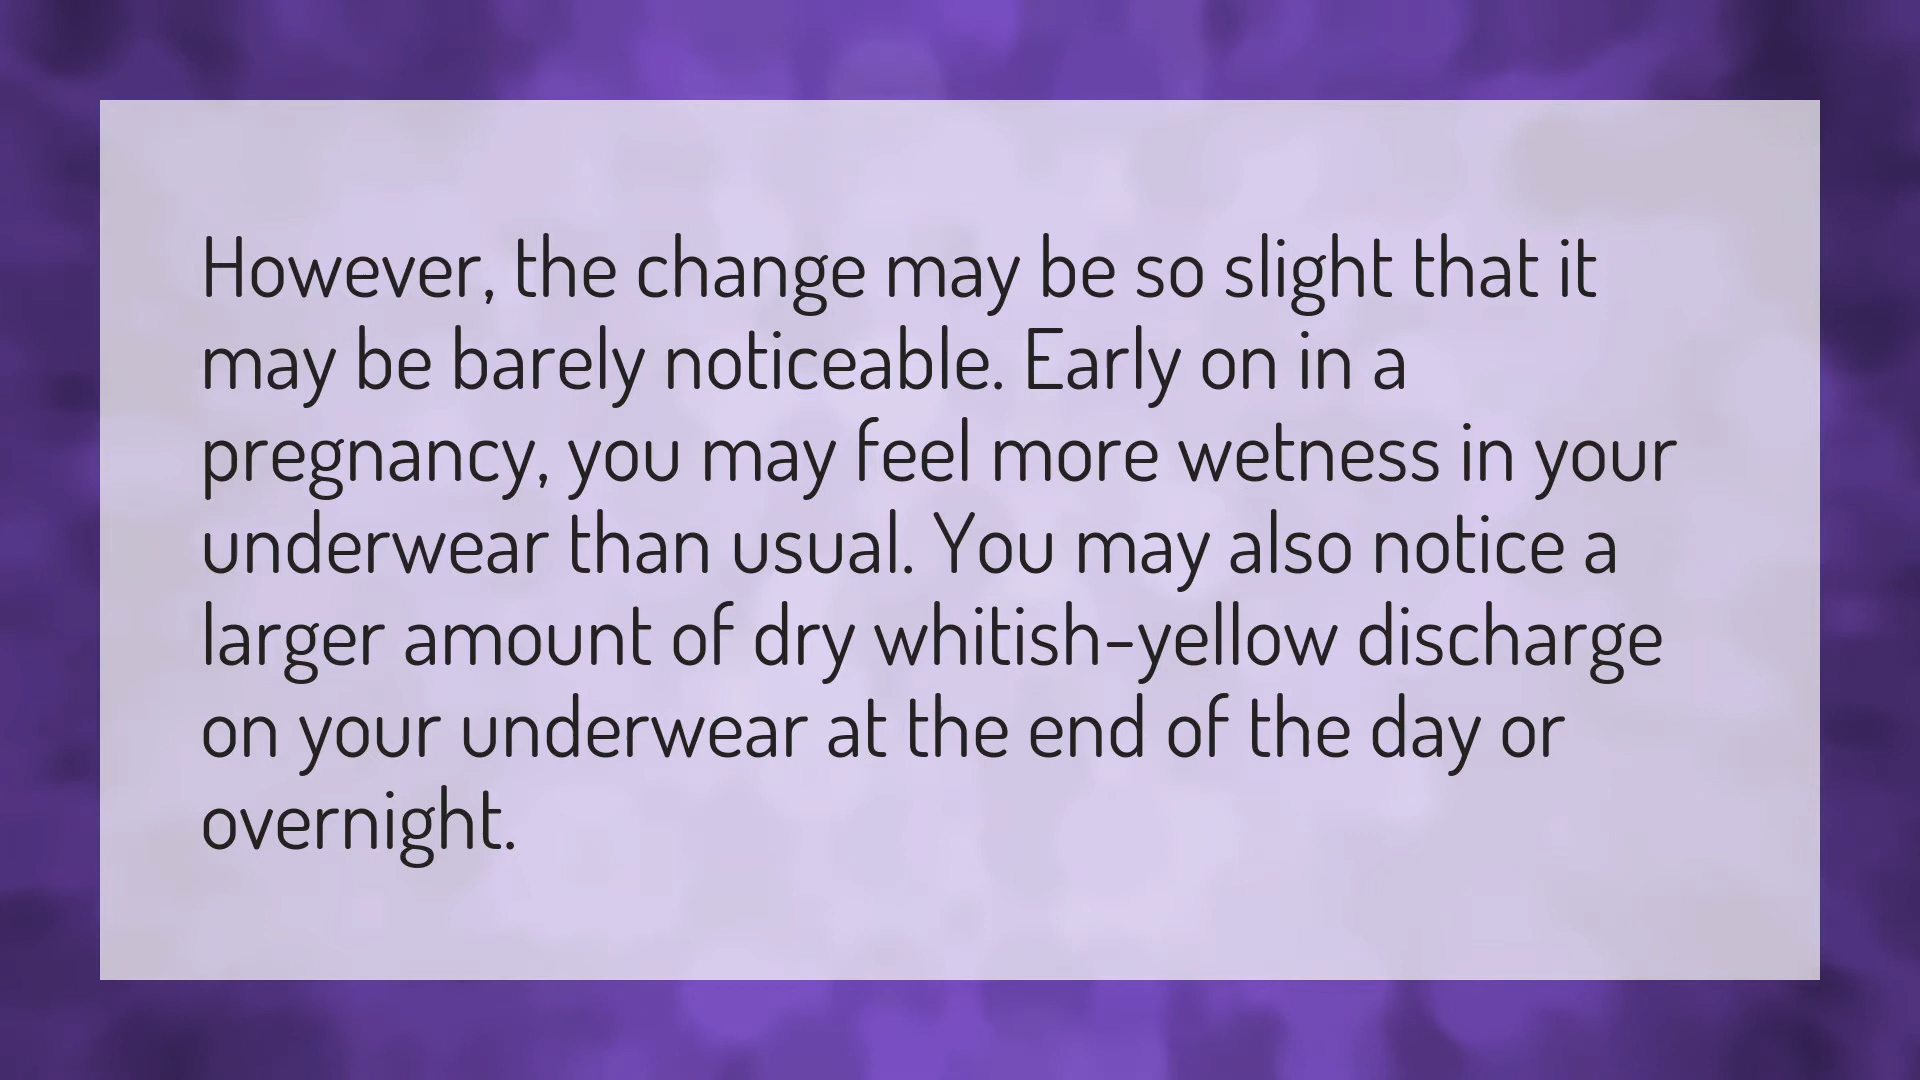 However, the change may be so slight that it
may be barely noticeable. Early on in a
pregnancy, you may feel more wetness in your
underwear than usual. You may also notice a
larger amount of dry whitish-yellow discharge
on your underwear at the end of the day or
overnight.